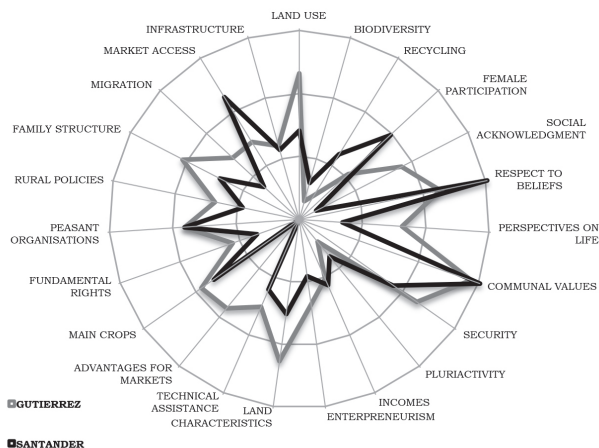 LAND USE
BIODIVERSITY
RECYCLING
FEMALE
PARTICIPATION
SOCIAL
ACKNOWLEDGMENT
RESPECT TO
BELIEFS
PERSPECTIVES ON
LIFE
COMMUNAL VALUES
SECURITY
PLURIACTIVITY
INCOMES
ENTERPRENEURISM
LAND
CHARACTERISTICS
TECHNICAL
ASSISTANCE
ADVANTAGES FOR
MARKETS
MAIN CROPS
FUNDAMENTAL
RIGHTS
PEASANT
ORGANISATIONS
RURAL POLICIES
FAMILY STRUCTURE
MIGRATION
MARKET ACCESS
INFRASTRUCTURE
GUTIERREZ
SANTANDER